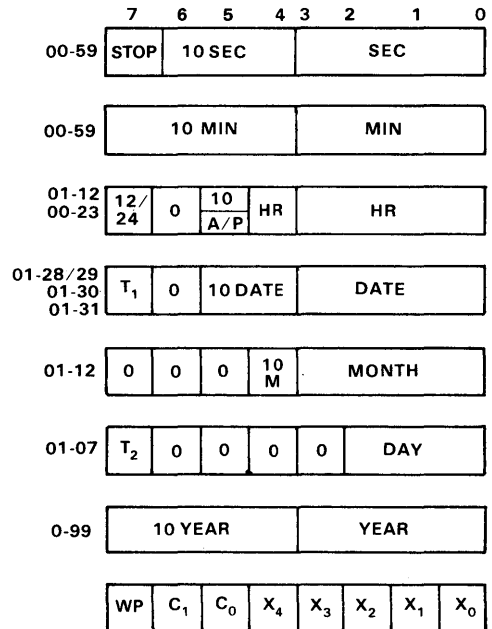 7 6 5 4 3 2 1 0
00-59 STOP 10 SEC SEC
00-59 10 MIN MIN
01-12 00-23 12/24 0 10 A/P HR HR
01-28/29 01-30 01-31 T₁ 0 10 DATE DATE
01-12 0 0 0 10 M MONTH
01-07 T₂ 0 0 0 0 DAY
0-99 10 YEAR YEAR
WP C₁ C₀ X₄ X₃ X₂ X₁ X₀